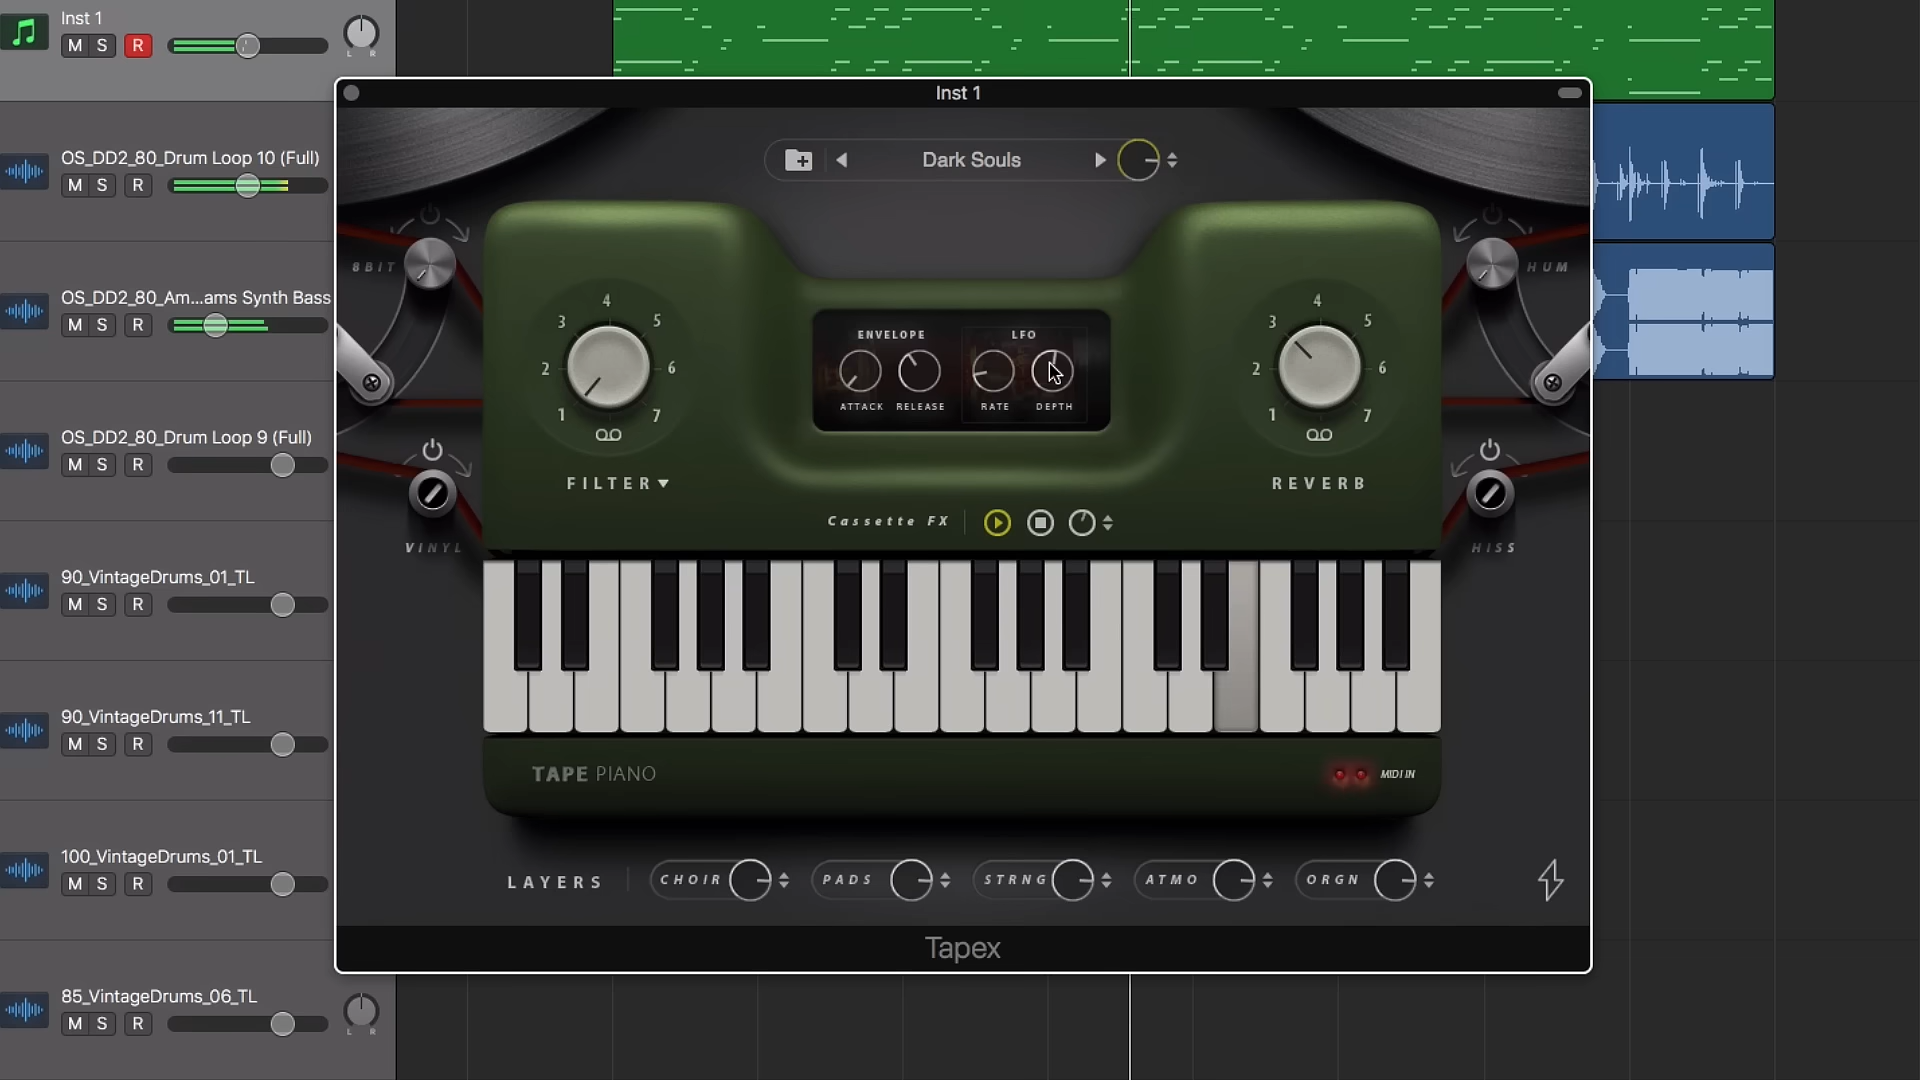 Inst 1
M S R
L R
OS_DD2_80_Drum Loop 10 (Full)
M S R
OS_DD2_80_Am...ams Synth Bass
M S R
OS_DD2_80_Drum Loop 9 (Full)
M S R
90_VintageDrums_01_TL
M S R
90_VintageDrums_11_TL
M S R
100_VintageDrums_01_TL
M S R
85_VintageDrums_06_TL
M S R
L R
Inst 1
Dark Souls
8BIT
HUM
VINYL
HISS
1 2 3 4 5 6 7
FILTER
ENVELOPE
ATTACK RELEASE
LFO
RATE DEPTH
1 2 3 4 5 6 7
REVERB
Cassette FX
TAPE PIANO
MIDI IN
LAYERS
CHOIR
PADS
STRNG
ATMO
ORGN
Tapex